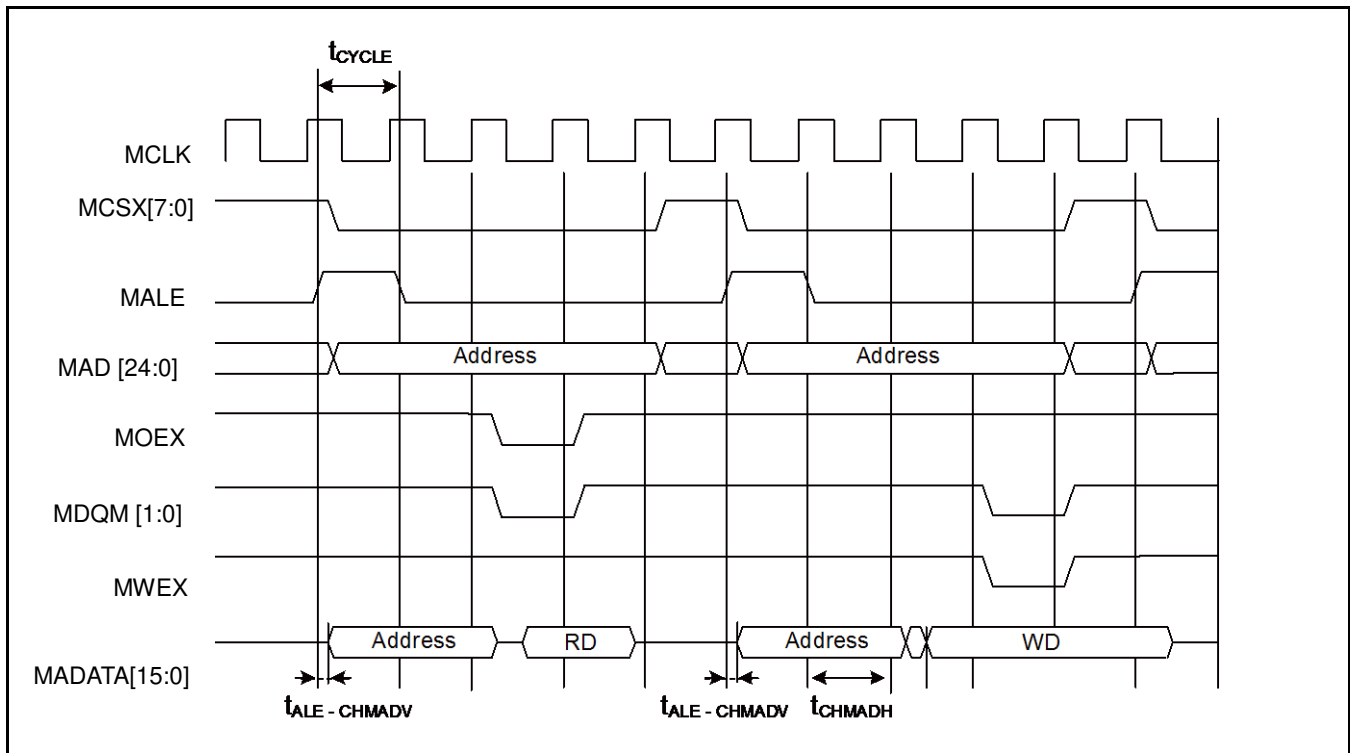 tCYCLE
MCLK
MCSX[7:0]
MALE
MAD [24:0]
Address
Address
MOEX
MDQM [1:0]
MWEX
MADATA[15:0]
Address
RD
Address
WD
tALE - CHMADV
tALE - CHMADV
tCHMADH